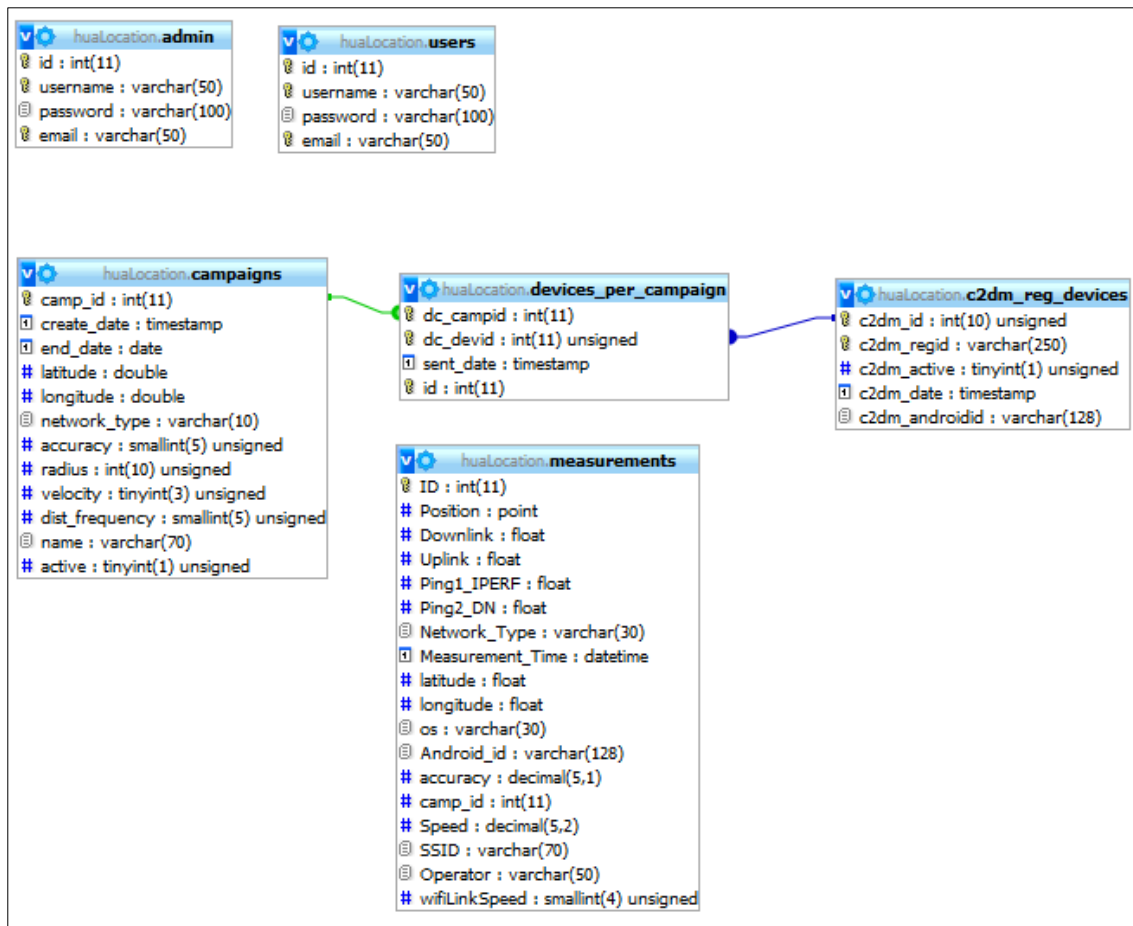 huaLocation.admin
id : int(11)
username : varchar(50)
password : varchar(100)
email : varchar(50)
huaLocation.users
id : int(11)
username : varchar(50)
password : varchar(100)
email : varchar(50)
huaLocation.campaigns
camp_id : int(11)
create_date : timestamp
end_date : date
latitude : double
longitude : double
network_type : varchar(10)
accuracy : smallint(5) unsigned
radius : int(10) unsigned
velocity : tinyint(3) unsigned
dist_frequency : smallint(5) unsigned
name : varchar(70)
active : tinyint(1) unsigned
huaLocation.devices_per_campaign
dc_campid : int(11)
dc_devid : int(11) unsigned
sent_date : timestamp
id : int(11)
huaLocation.c2dm_reg_devices
c2dm_id : int(10) unsigned
c2dm_regid : varchar(250)
c2dm_active : tinyint(1) unsigned
c2dm_date : timestamp
c2dm_androidid : varchar(128)
huaLocation.measurements
ID : int(11)
Position : point
Downlink : float
Uplink : float
Ping1_IPERF : float
Ping2_DN : float
Network_Type : varchar(30)
Measurement_Time : datetime
latitude : float
longitude : float
os : varchar(30)
Android_id : varchar(128)
accuracy : decimal(5,1)
camp_id : int(11)
Speed : decimal(5,2)
SSID : varchar(70)
Operator : varchar(50)
wifiLinkSpeed : smallint(4) unsigned